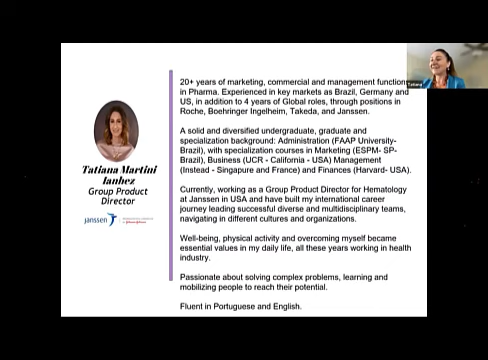 20+ years of marketing, commercial and management functions
in Pharma. Experienced in key markets as Brazil, Germany and
US, in addition to 4 years of Global roles, through positions in
Roche, Boehringer Ingelheim, Takeda, and Janssen.
A solid and diversified undergraduate, graduate and
specialization background: Administration (FAAP University-
Brazil), with specialization courses in Marketing (ESPM- SP-
Brazil), Business (UCR - California - USA) Management
(Instead - Singapure and France) and Finances (Harvard- USA).
Currently, working as a Group Product Director for Hematology
at Janssen in USA and have built my international career
journey leading successful diverse and multidisciplinary teams,
navigating in different cultures and organizations.
Well-being, physical activity and overcoming myself became
essential values in my daily life, all these years working in health
industry.
Passionate about solving complex problems, learning and
mobilizing people to reach their potential.
Fluent in Portuguese and English.
Tatiana Martini
Ianhez
Group Product
Director
janssen
Tatiana